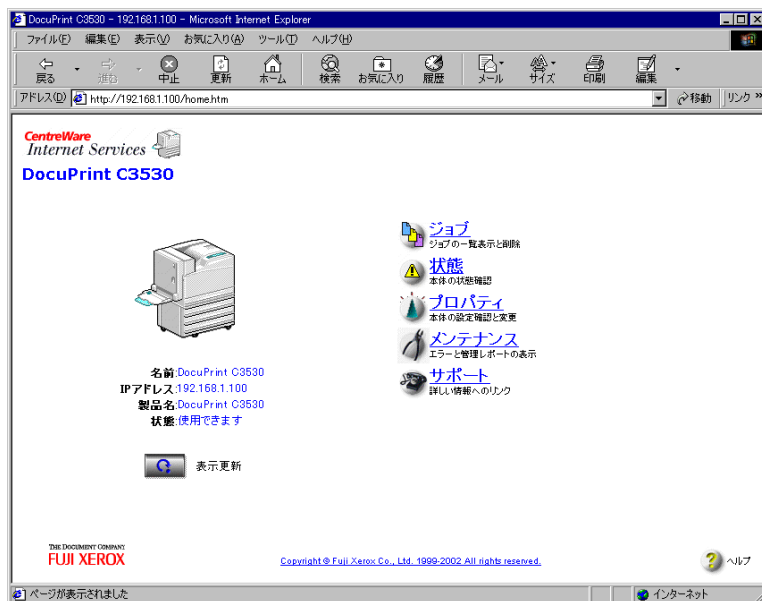 DocuPrint C3530 - 192.168.1.100 - Microsoft Internet Explorer
ファイル(F) 編集(E) 表示(V) お気に入り(A) ツール(T) ヘルプ(H)
戻る 進む 中止 更新 ホーム 検索 お気に入り 履歴 メール サイズ 印刷 編集
アドレス(D) http://192.168.1.100/home.htm 移動 リンク »
CentreWare
Internet Services
DocuPrint C3530
ジョブ
ジョブの一覧表示と削除
状態
本体の状態確認
プロパティ
本体の設定確認と変更
メンテナンス
エラーと管理レポートの表示
サポート
詳しい情報へのリンク
名前:DocuPrint C3530
IPアドレス:192.168.1.100
製品名:DocuPrint C3530
状態:使用できます
表示更新
THE DOCUMENT COMPANY
FUJI XEROX
Copyright © Fuji Xerox Co., Ltd. 1999-2002 All rights reserved.
ヘルプ
ページが表示されました インターネット